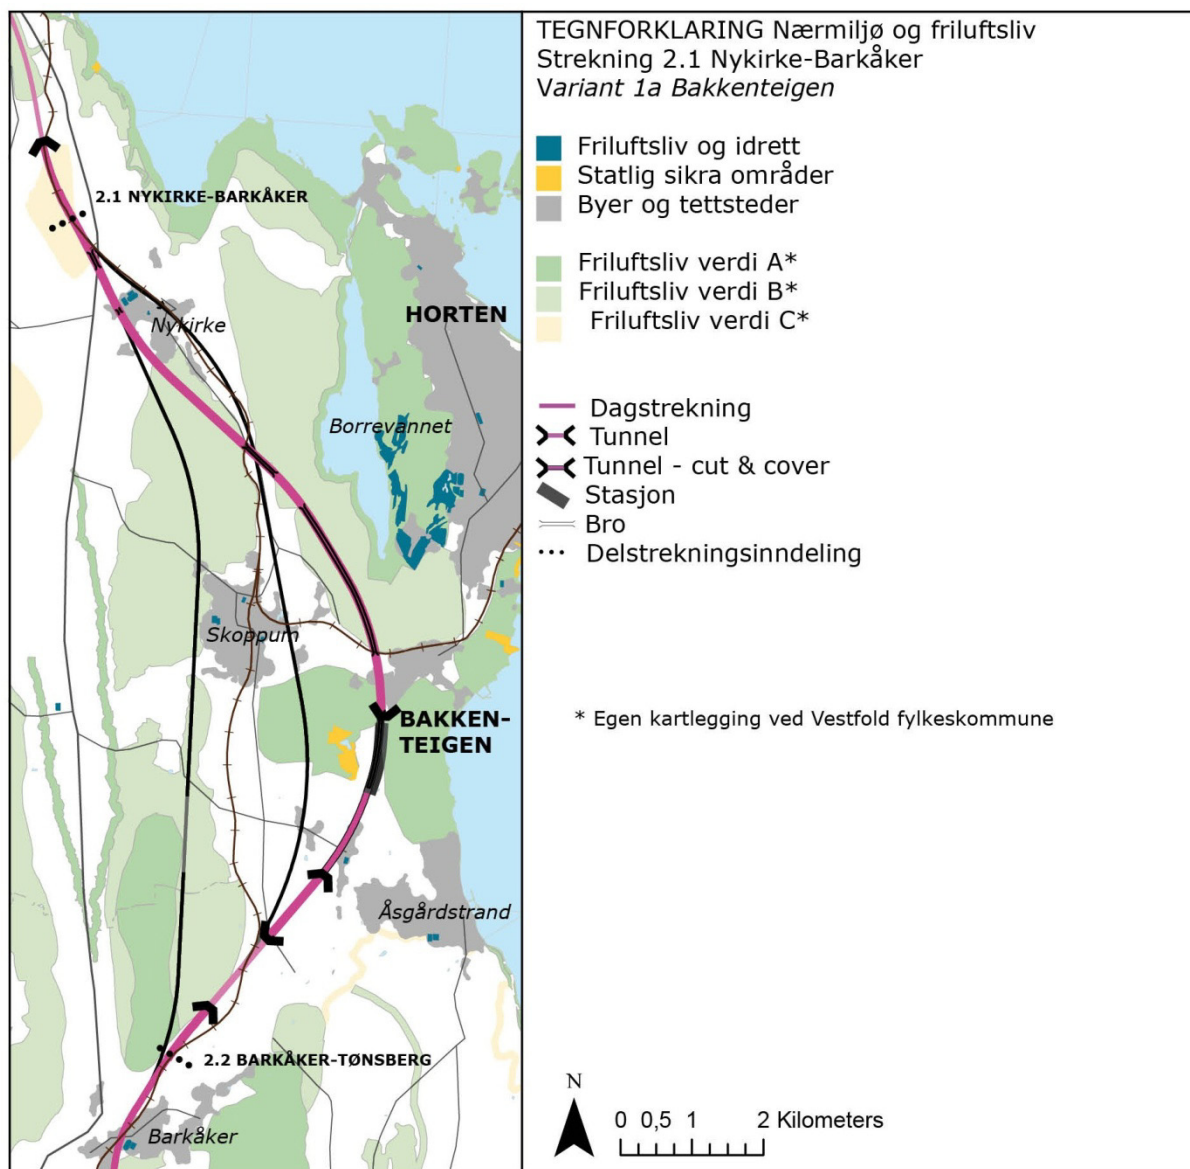 TEGNFORKLARING Nærmiljø og friluftsliv
Strekning 2.1 Nykirke-Barkåker
Variant 1a Bakkenteigen
Friluftsliv og idrett
Statlig sikra områder
Byer og tettsteder
Friluftsliv verdi A*
Friluftsliv verdi B*
Friluftsliv verdi C*
Dagstrekning
Tunnel
Tunnel - cut & cover
Stasjon
Bro
Delstrekningsinndeling
* Egen kartlegging ved Vestfold fylkeskommune
N
0 0,5 1 2 Kilometers
2.1 NYKIRKE-BARKÅKER
Nykirke
HORTEN
Borrevannet
Skoppum
BAKKEN-
TEIGEN
Åsgårdstrand
2.2 BARKÅKER-TØNSBERG
Barkåker